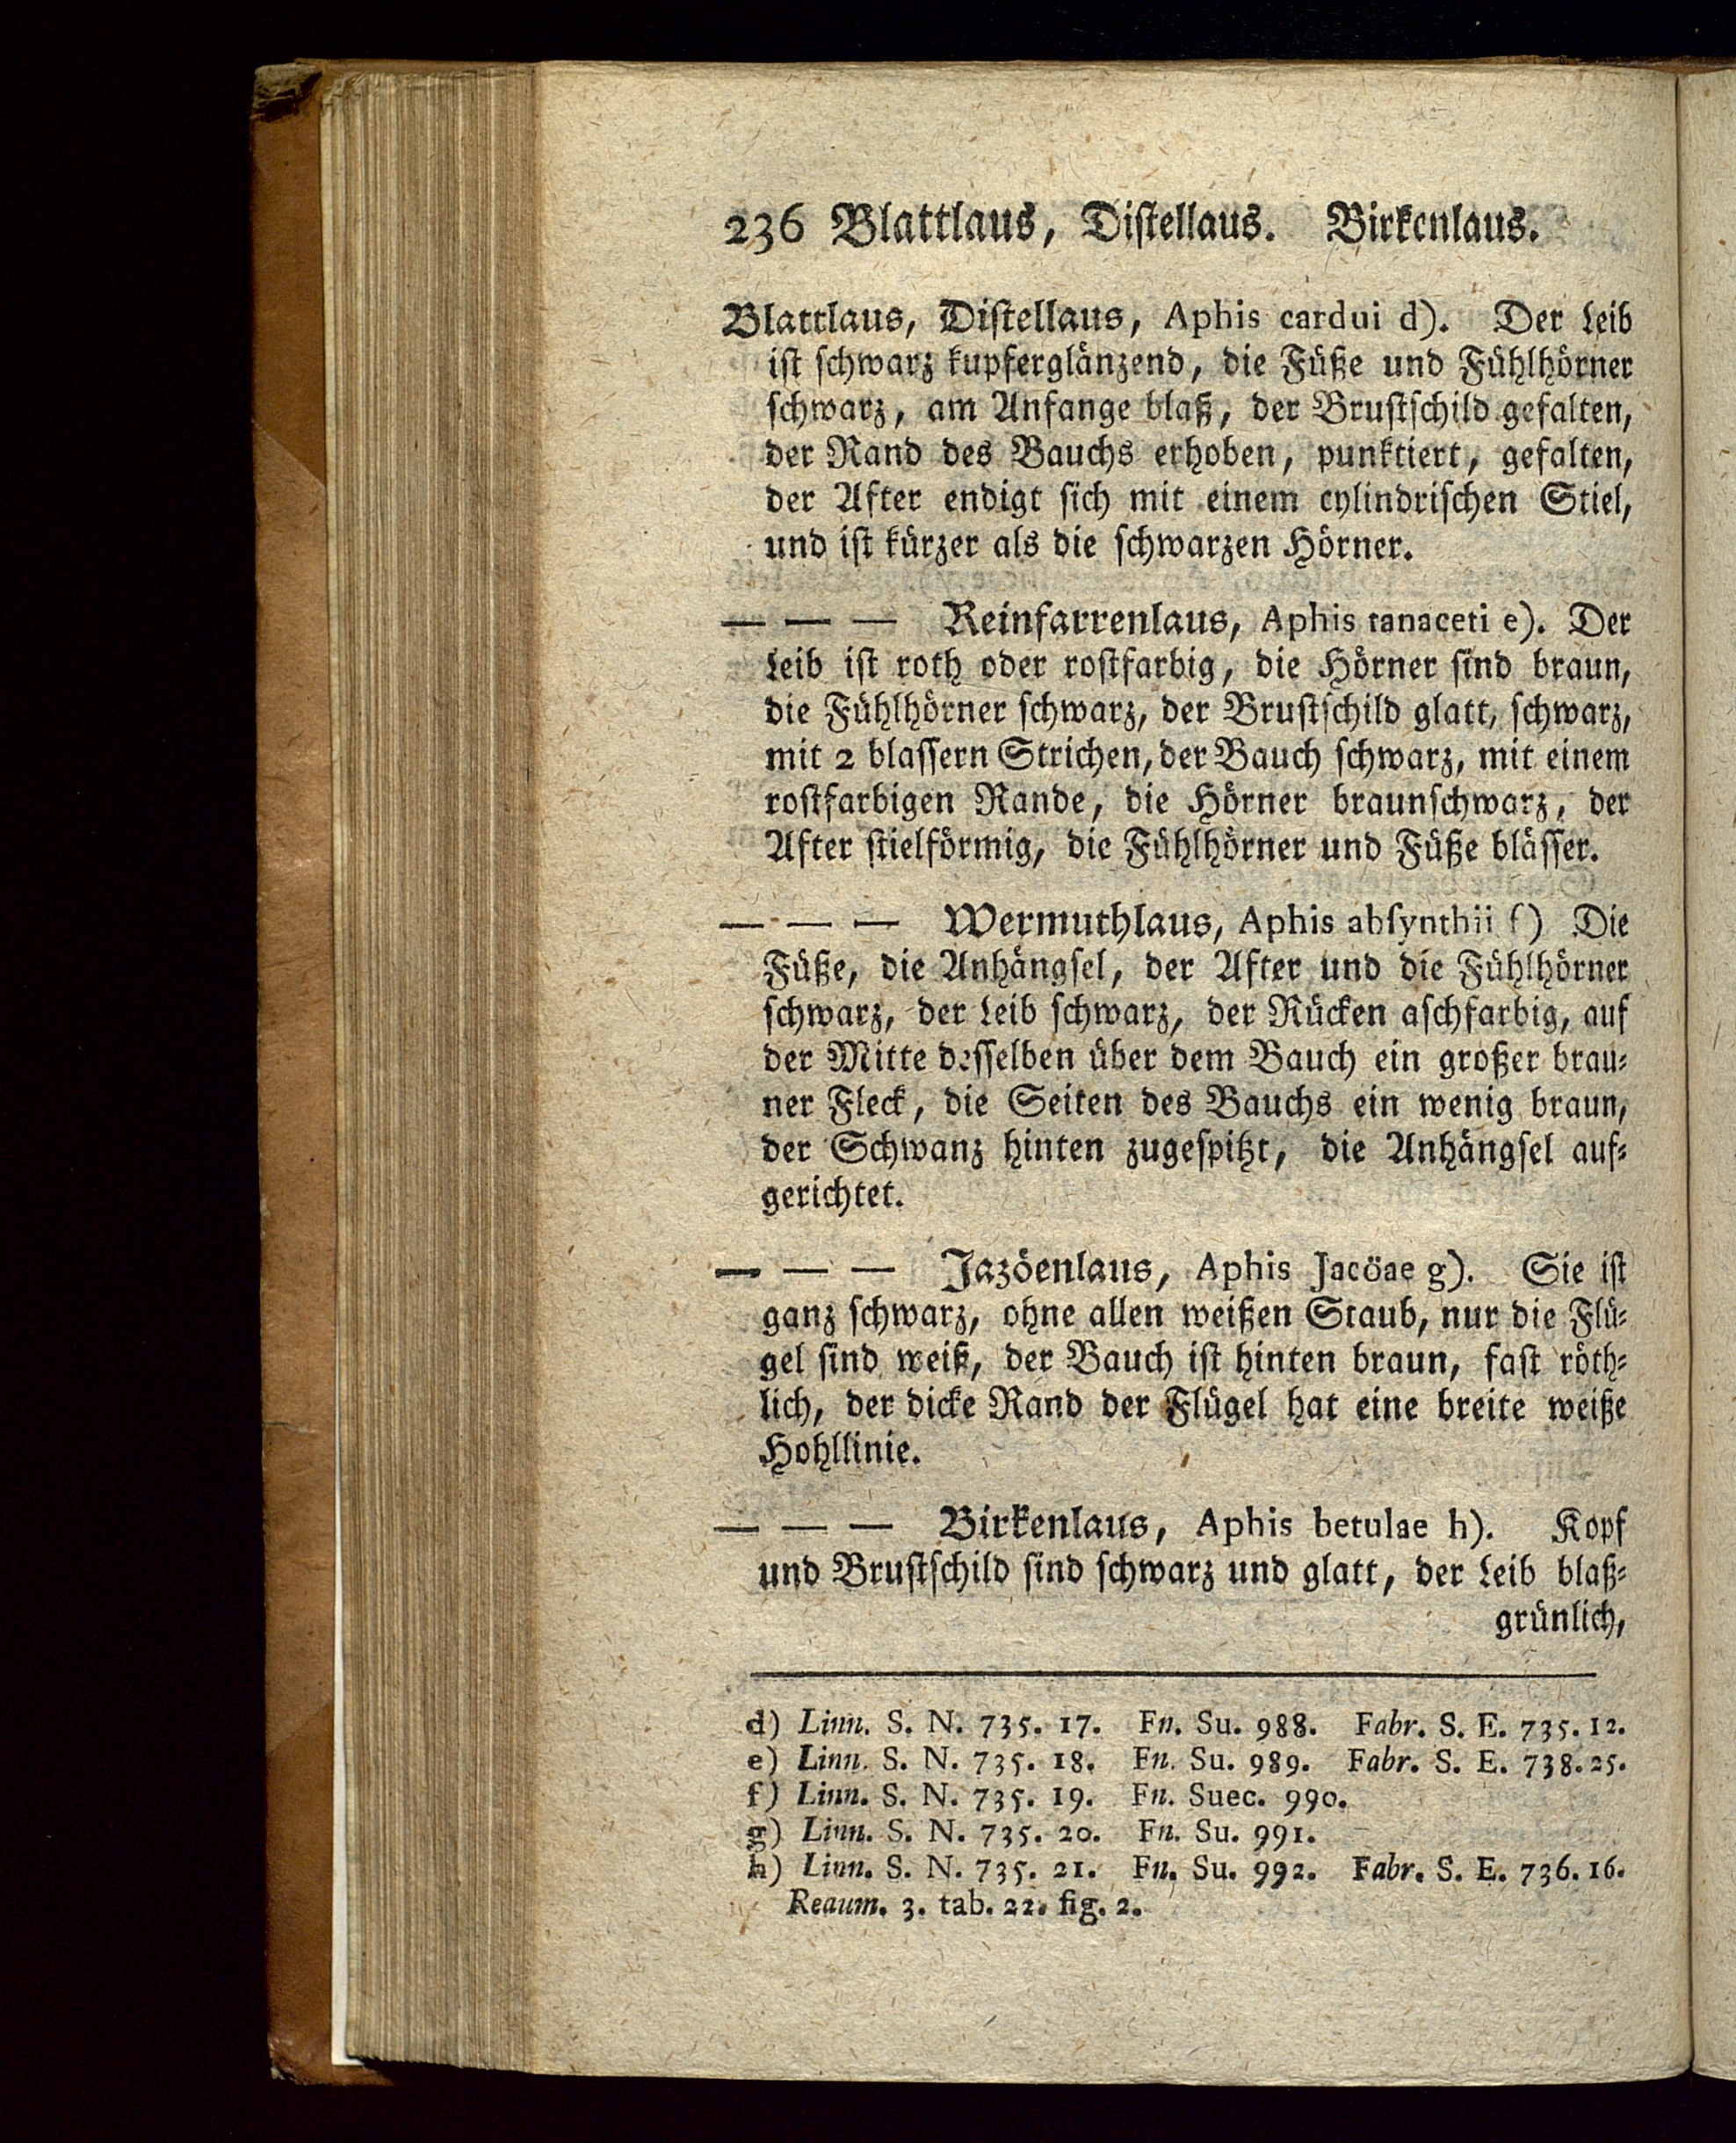 236 Blattlaus, Distellaus. Birkenlaus.
Blattlaus, Distellaus, Aphis cardui d). Der Leib
ist schwarz kupferglänzend, die Füße und Fühlhörner
schwarz, am Anfange blaß, der Brustschild gefalten,
der Rand des Bauchs erhoben, punktiert, gefalten,
der After endigt sich mit einem cylindrischen Stiel,
und ist kürzer als die schwarzen Hörner.
— — — Reinfarrenlaus, Aphis tanaceti e). Der
Leib ist roth oder rostfarbig, die Hörner sind braun,
die Fühlhörner schwarz, der Brustschild glatt, schwarz,
mit 2 blassern Strichen, der Bauch schwarz, mit einem
rostfarbigen Rande, die Hörner braunschwarz, der
After stielförmig, die Fühlhörner und Füße blässer.
— — — Wermuthlaus, Aphis absynthii f) Die
Füße, die Anhängsel, der After und die Fühlhörner
schwarz, der Leib schwarz, der Rücken aschfarbig, auf
der Mitte desselben über dem Bauch ein großer brau-
ner Fleck, die Seiten des Bauchs ein wenig braun,
der Schwanz hinten zugespitzt, die Anhängsel auf-
gerichtet.
— — — Jazöenlaus, Aphis Jacöae g). Sie ist
ganz schwarz, ohne allen weißen Staub, nur die Flü-
gel sind weiß, der Bauch ist hinten braun, fast röth-
lich, der dicke Rand der Flügel hat eine breite weiße
Hohllinie.
— — — Birkenlaus, Aphis betulae h). Kopf
und Brustschild sind schwarz und glatt, der Leib blaß-
grünlich,
d) Linn. S. N. 735. 17. Fn. Su. 988. Fabr. S. E. 735. 12.
e) Linn. S. N. 735. 18. Fn. Su. 989. Fabr. S. E. 738. 25.
f) Linn. S. N. 735. 19. Fn. Suec. 990.
g) Linn. S. N. 735. 20. Fn. Su. 991.
h) Linn. S. N. 735. 21. Fn. Su. 992. Fabr. S. E. 736. 16.
Reaum. 3. tab. 22. fig. 2.